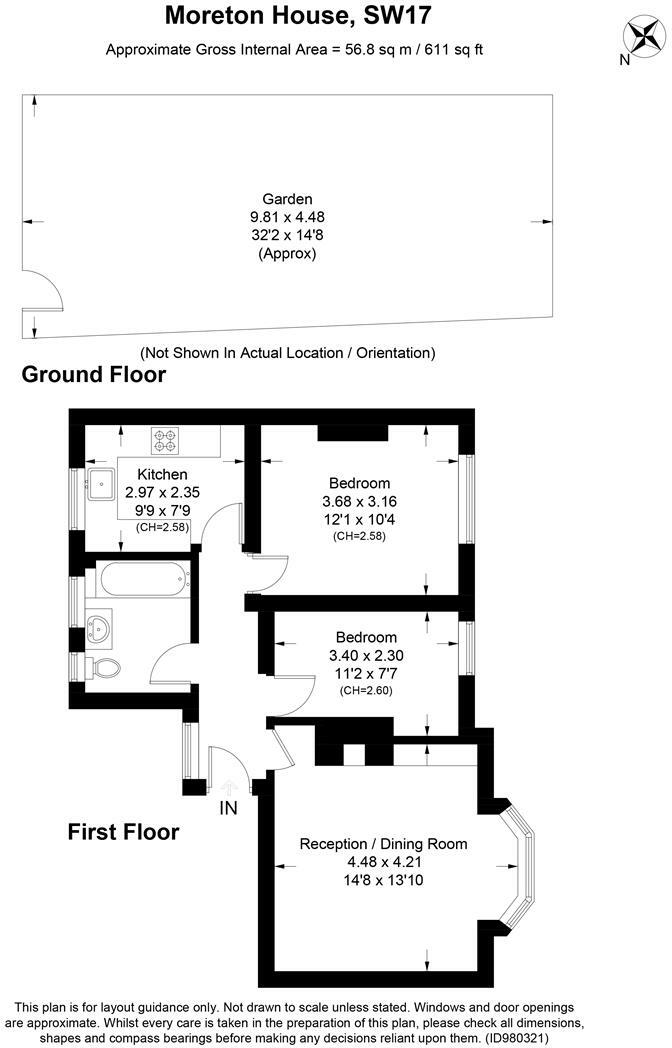 Moreton House, SW17
Approximate Gross Internal Area = 56.8 sq m / 611 sq ft
N
Garden
9.81 x 4.48
32'2 x 14'8
(Approx)
(Not Shown In Actual Location / Orientation)
Ground Floor
Kitchen
2.97 x 2.35
9'9 x 7'9
(CH=2.58)
Bedroom
3.68 x 3.16
12'1 x 10'4
(CH=2.58)
Bedroom
3.40 x 2.30
11'2 x 7'7
(CH=2.60)
IN
First Floor
Reception / Dining Room
4.48 x 4.21
14'8 x 13'10
This plan is for layout guidance only. Not drawn to scale unless stated. Windows and door openings
are approximate. Whilst every care is taken in the preparation of this plan, please check all dimensions,
shapes and compass bearings before making any decisions reliant upon them. (ID980321)